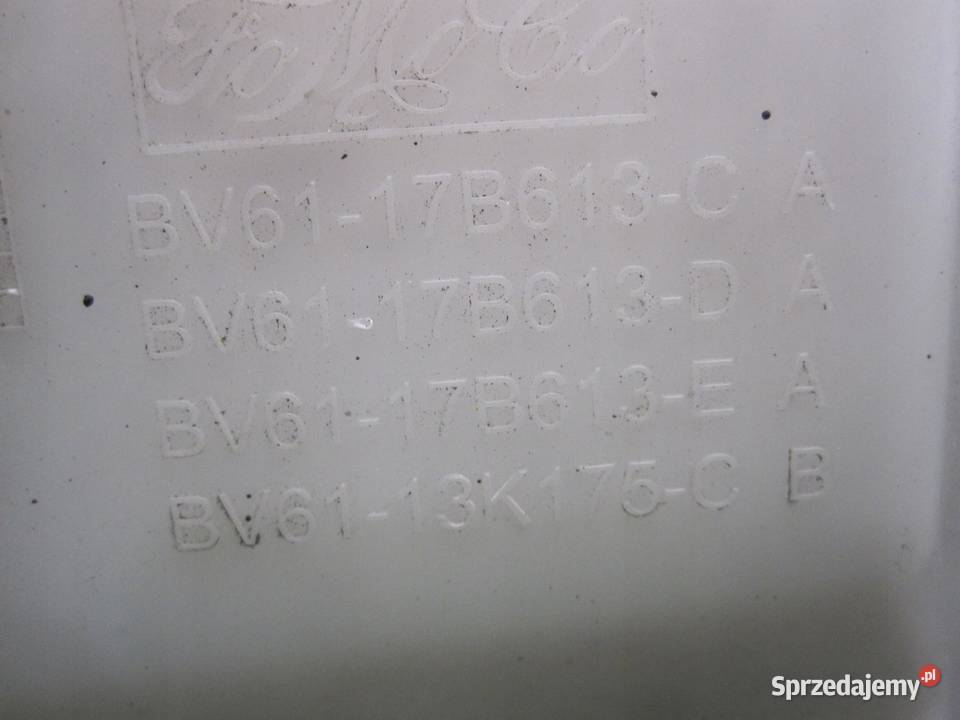 FoMoCo
BV61-17B613-C A
BV61-17B613-D A
BV61-17B613-E A
BV61-13K175-C B
Sprzedajemy.pl